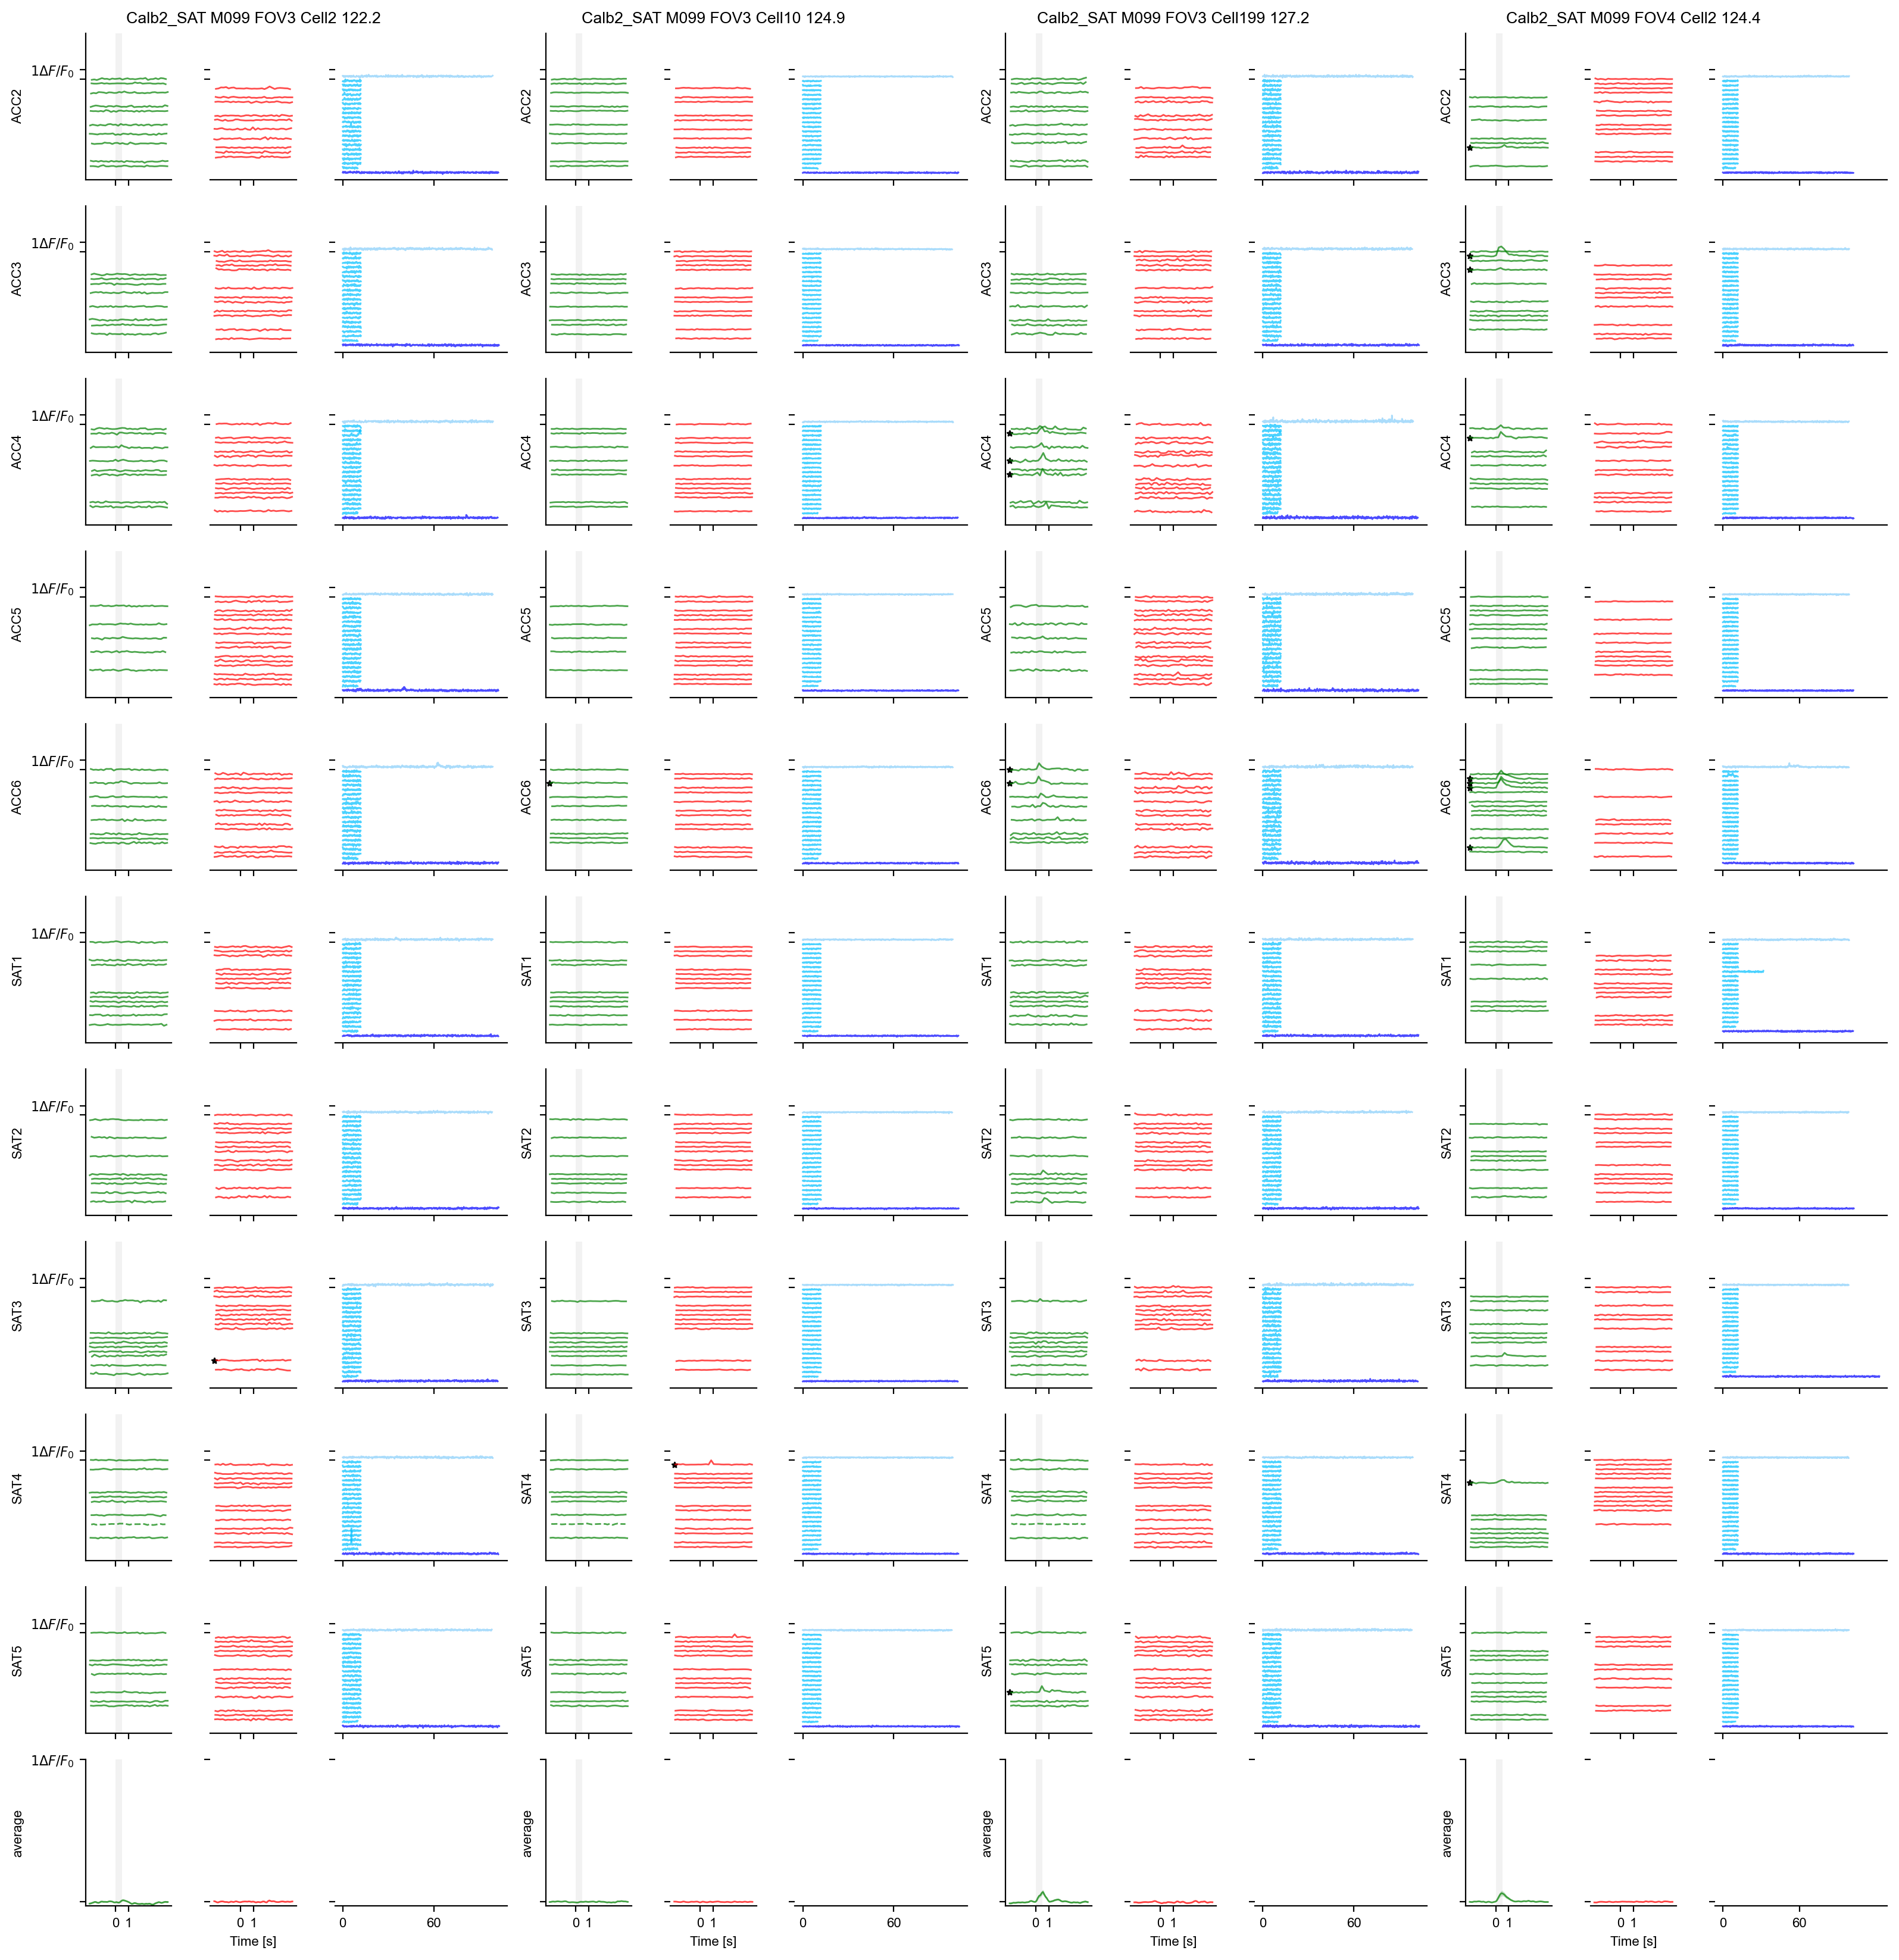 Calb2_SAT M099 FOV3 Cell2 122.2 Calb2_SAT M099 FOV3 Cell10 124.9 Calb2_SAT M099 FOV3 Cell199 127.2 Calb2_SAT M099 FOV4 Cell2 124.4
1ΔF/F₀
ACC2 ACC2 ACC2 ACC2
1ΔF/F₀
ACC3 ACC3 ACC3 ACC3
1ΔF/F₀
ACC4 ACC4 ACC4 ACC4
1ΔF/F₀
ACC5 ACC5 ACC5 ACC5
1ΔF/F₀
ACC6 ACC6 ACC6 ACC6
1ΔF/F₀
SAT1 SAT1 SAT1 SAT1
1ΔF/F₀
SAT2 SAT2 SAT2 SAT2
1ΔF/F₀
SAT3 SAT3 SAT3 SAT3
1ΔF/F₀
SAT4 SAT4 SAT4 SAT4
1ΔF/F₀
SAT5 SAT5 SAT5 SAT5
1ΔF/F₀
average average average average
0 1 0 1 0 60 0 1 0 1 0 60 0 1 0 1 0 60 0 1 0 1 0 60
Time [s] Time [s] Time [s] Time [s]